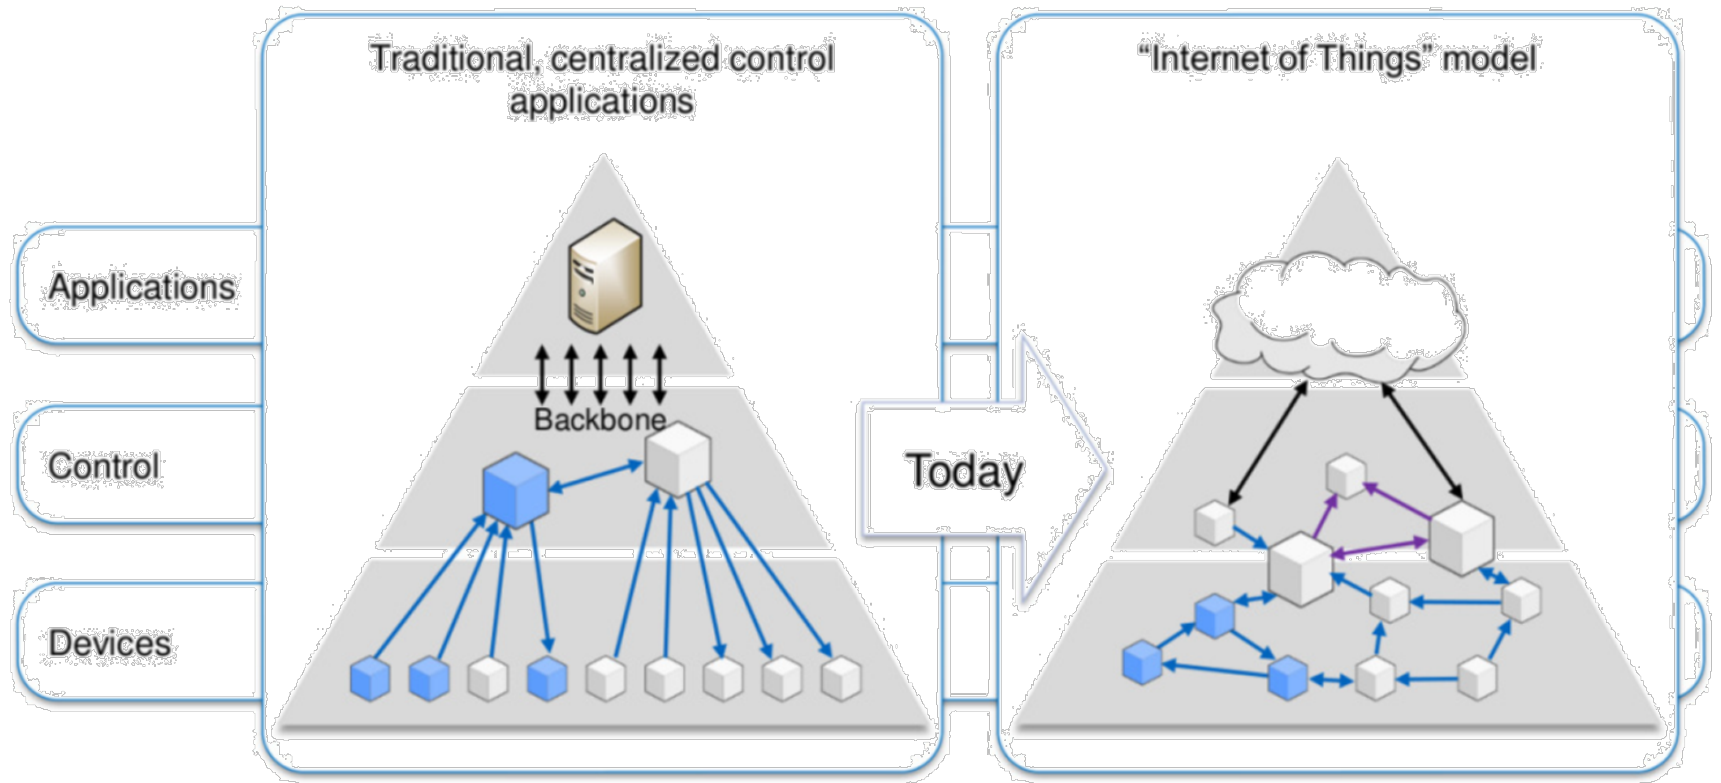 Traditional, centralized control
applications
“Internet of Things” model
Applications
Backbone
Control
Today
Devices